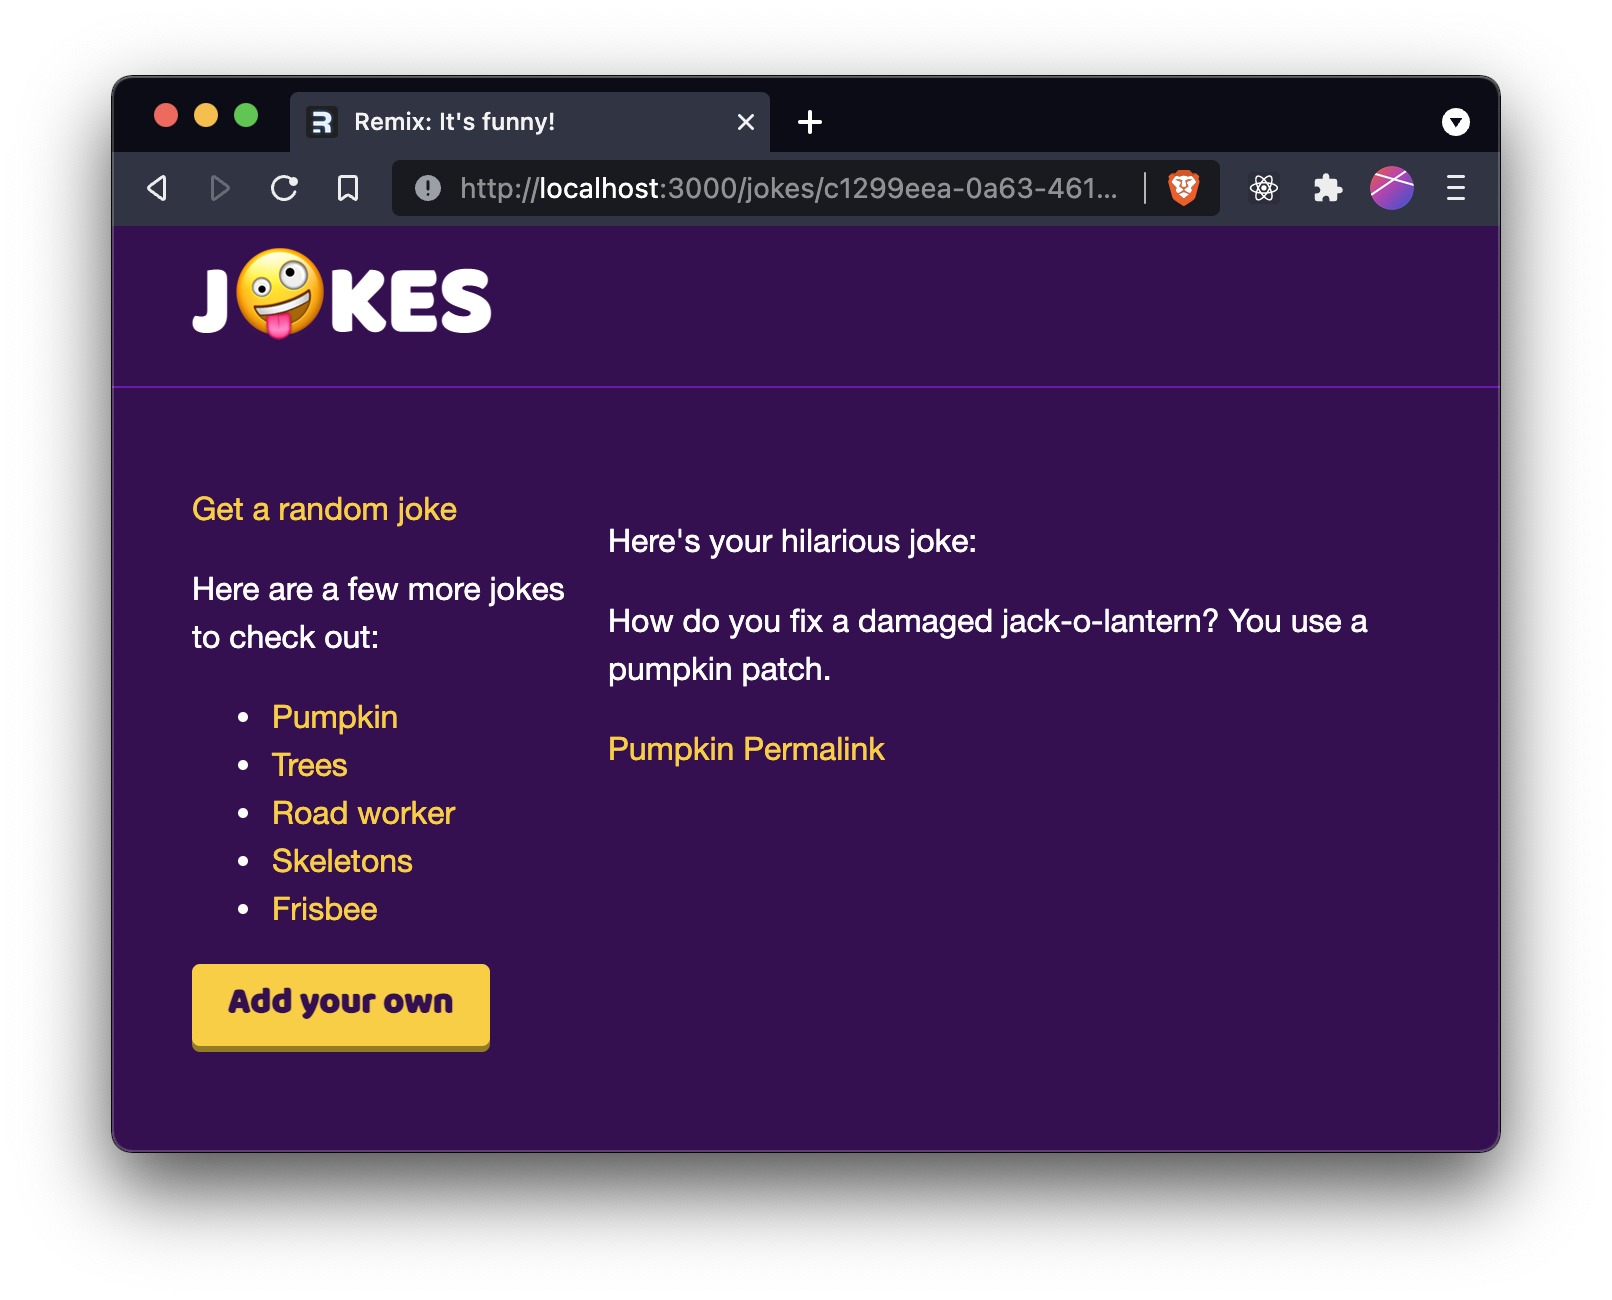 Remix: It's funny!
http://localhost:3000/jokes/c1299eea-0a63-461...
J🤪KES
Get a random joke
Here are a few more jokes
to check out:
Pumpkin
Trees
Road worker
Skeletons
Frisbee
Add your own
Here's your hilarious joke:
How do you fix a damaged jack-o-lantern? You use a
pumpkin patch.
Pumpkin Permalink